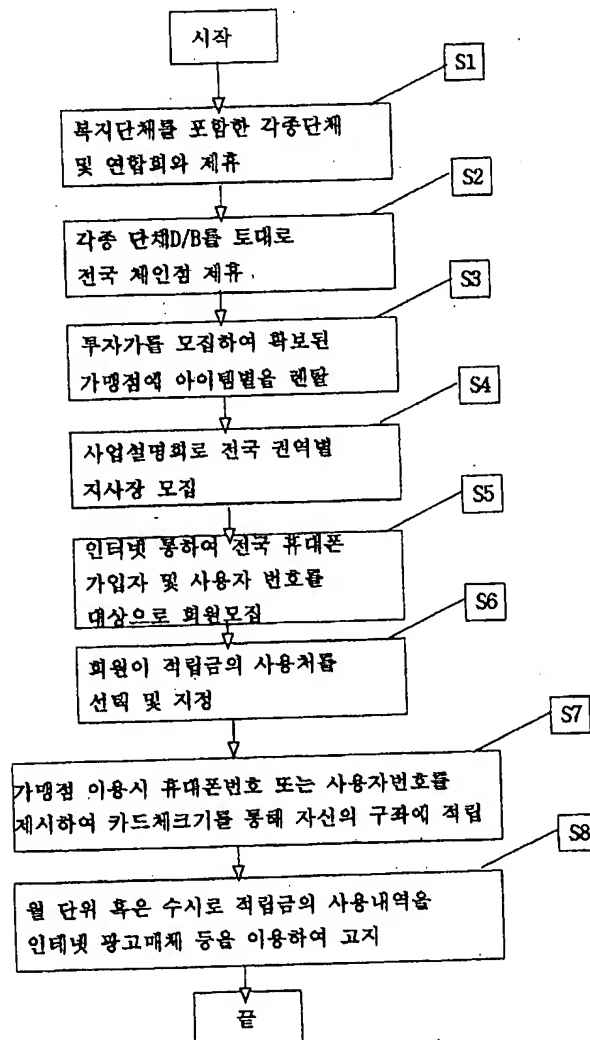 시작
S1
복지단체를 포함한 각종단체
및 연합회와 제휴
S2
각종 단체D/B를 토대로
전국 체인점 제휴
S3
투자가를 모집하여 확보된
가맹점에 아이템별을 렌탈
S4
사업설명회로 전국 권역별
지사장 모집
S5
인터넷 통하여 전국 휴대폰
가입자 및 사용자 번호를
대상으로 회원모집
S6
회원이 적립금의 사용처를
선택 및 지정
S7
가맹점 이용시 휴대폰번호 또는 사용자번호를
제시하여 카드체크기를 통해 자신의 구좌에 적립
S8
월 단위 혹은 수시로 적립금의 사용내역을
인테넷 광고매체 등을 이용하여 고지
끝